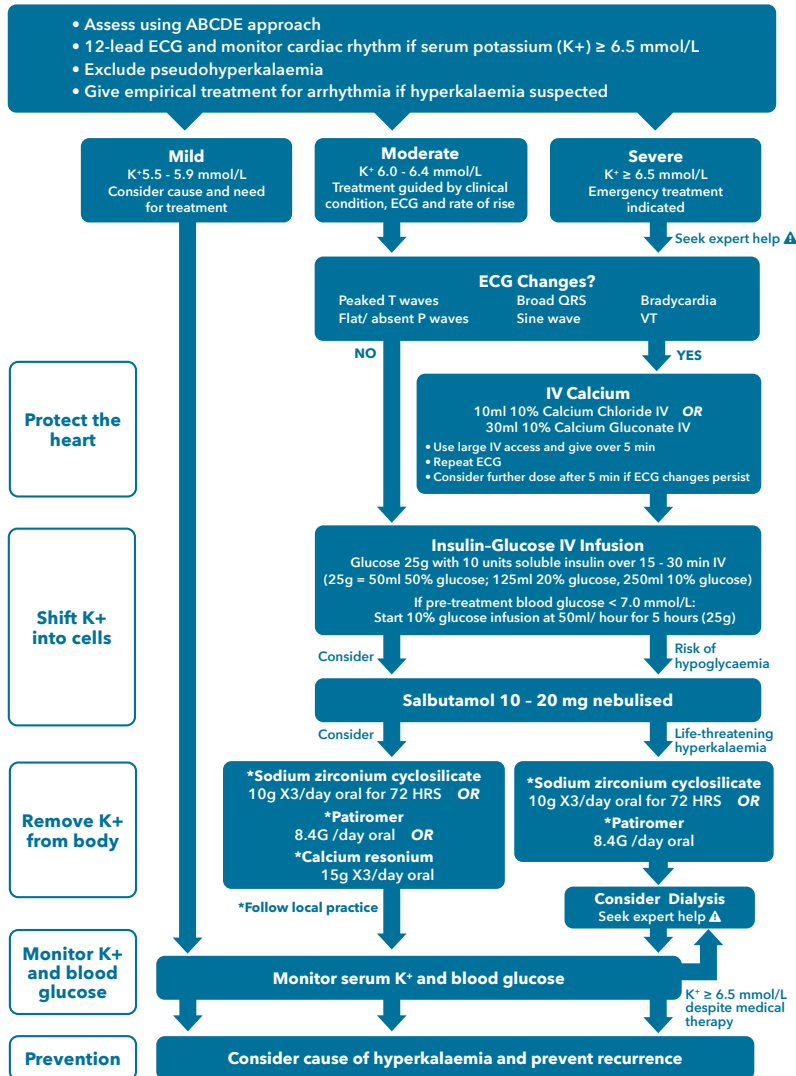 • Assess using ABCDE approach
• 12-lead ECG and monitor cardiac rhythm if serum potassium (K+) ≥ 6.5 mmol/L
• Exclude pseudohyperkalaemia
• Give empirical treatment for arrhythmia if hyperkalaemia suspected
Mild
K⁺5.5 - 5.9 mmol/L
Consider cause and need
for treatment
Moderate
K⁺ 6.0 - 6.4 mmol/L
Treatment guided by clinical
condition, ECG and rate of rise
Severe
K⁺ ≥ 6.5 mmol/L
Emergency treatment
indicated
Seek expert help ⚠
ECG Changes?
Peaked T waves Broad QRS Bradycardia
Flat/ absent P waves Sine wave VT
NO
YES
Protect the
heart
IV Calcium
10ml 10% Calcium Chloride IV OR
30ml 10% Calcium Gluconate IV
• Use large IV access and give over 5 min
• Repeat ECG
• Consider further dose after 5 min if ECG changes persist
Shift K+
into cells
Insulin–Glucose IV Infusion
Glucose 25g with 10 units soluble insulin over 15 - 30 min IV
(25g = 50ml 50% glucose; 125ml 20% glucose, 250ml 10% glucose)
If pre-treatment blood glucose < 7.0 mmol/L:
Start 10% glucose infusion at 50ml/ hour for 5 hours (25g)
Consider
Risk of
hypoglycaemia
Salbutamol 10 – 20 mg nebulised
Consider
Life-threatening
hyperkalaemia
Remove K+
from body
*Sodium zirconium cyclosilicate
10g X3/day oral for 72 HRS OR
*Patiromer
8.4G /day oral OR
*Calcium resonium
15g X3/day oral
*Follow local practice
*Sodium zirconium cyclosilicate
10g X3/day oral for 72 HRS OR
*Patiromer
8.4G /day oral
Consider Dialysis
Seek expert help ⚠
Monitor K+
and blood
glucose
Monitor serum K⁺ and blood glucose
K⁺ ≥ 6.5 mmol/L
despite medical
therapy
Prevention
Consider cause of hyperkalaemia and prevent recurrence